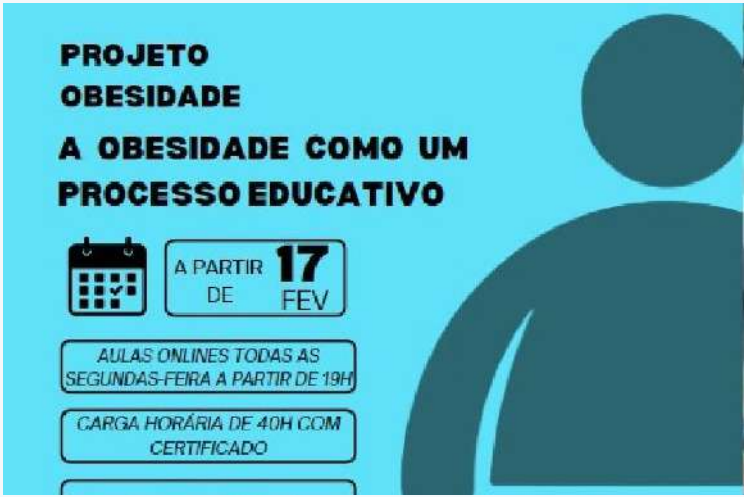 PROJETO
OBESIDADE
A OBESIDADE COMO UM
PROCESSO EDUCATIVO
A PARTIR
DE
17
FEV
AULAS ONLINES TODAS AS
SEGUNDAS-FEIRA A PARTIR DE 19H
CARGA HORÁRIA DE 40H COM
CERTIFICADO